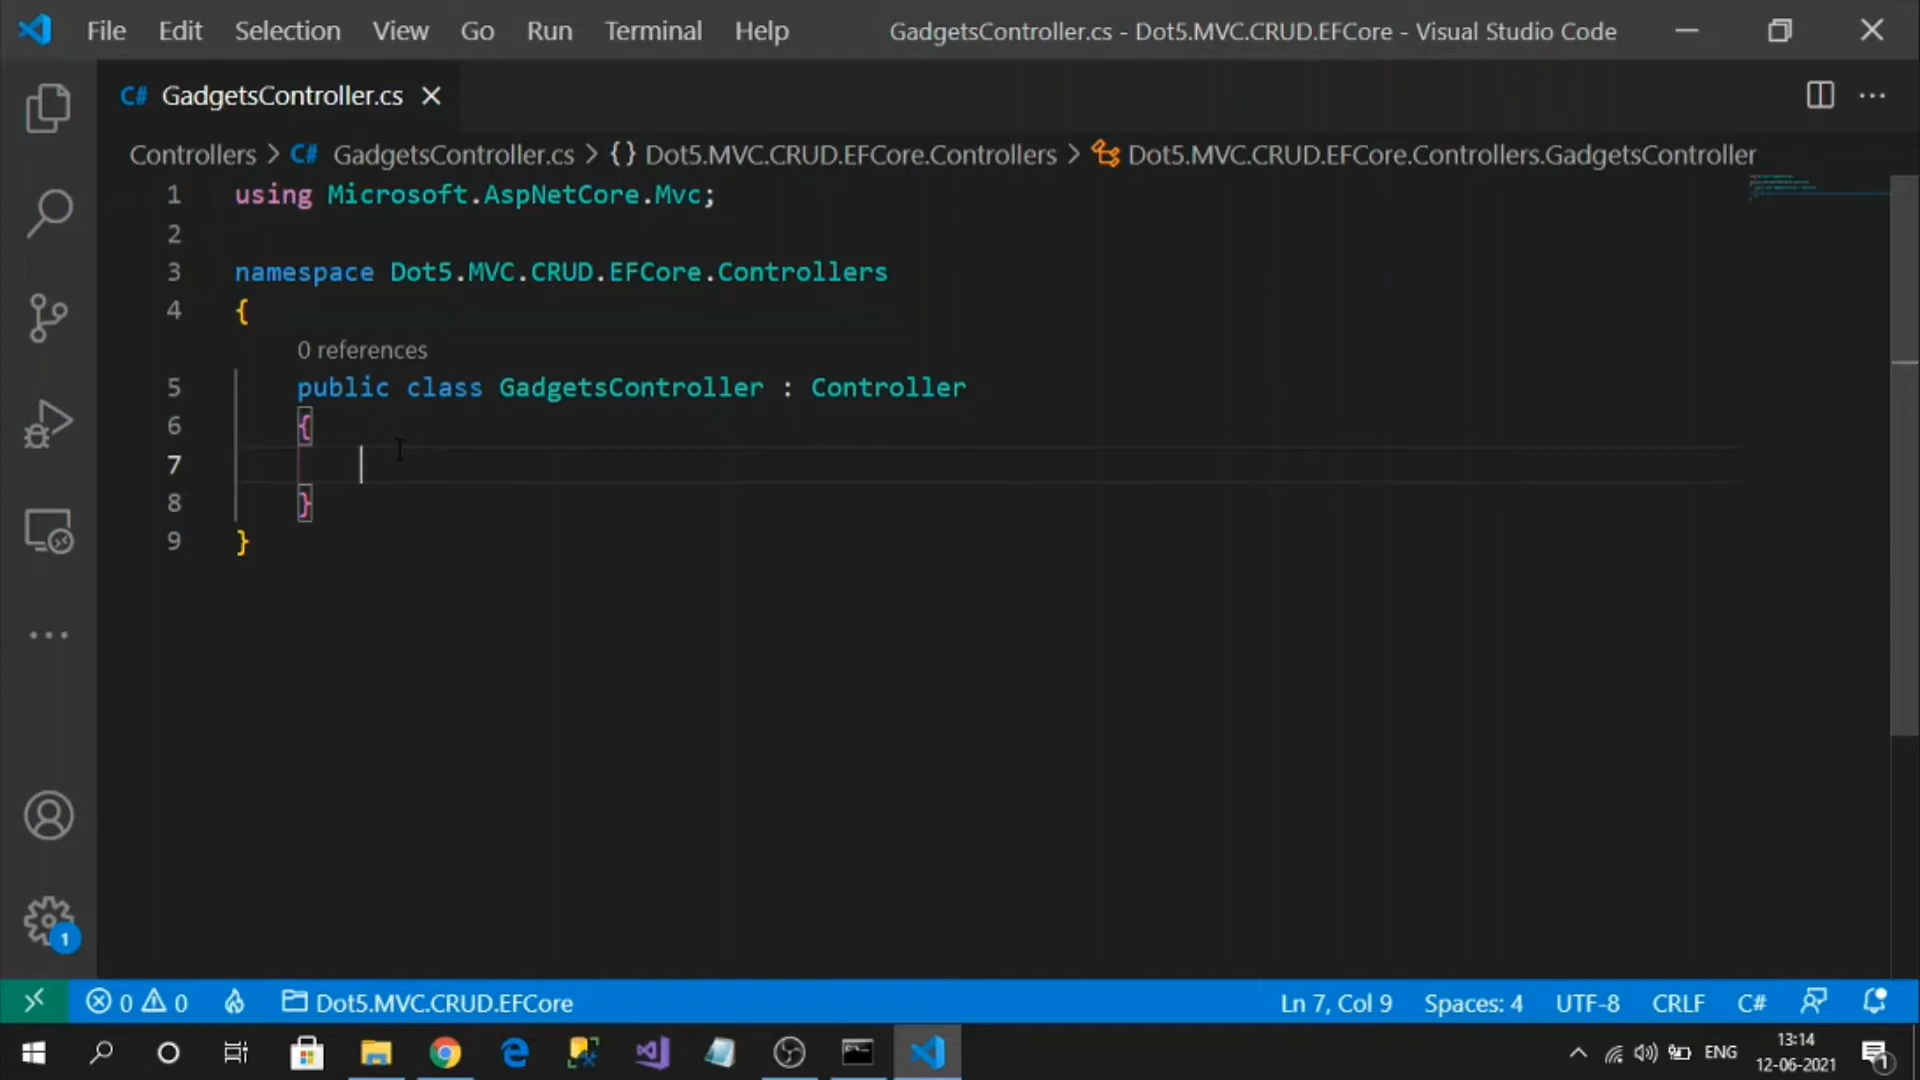 File Edit Selection View Go Run Terminal Help GadgetsController.cs - Dot5.MVC.CRUD.EFCore - Visual Studio Code
C# GadgetsController.cs
Controllers > C# GadgetsController.cs > {} Dot5.MVC.CRUD.EFCore.Controllers > Dot5.MVC.CRUD.EFCore.Controllers.GadgetsController
1 using Microsoft.AspNetCore.Mvc;
2
3 namespace Dot5.MVC.CRUD.EFCore.Controllers
4 {
0 references
5 public class GadgetsController : Controller
6 {
7
8 }
9 }
1
0 0 Dot5.MVC.CRUD.EFCore Ln 7, Col 9 Spaces: 4 UTF-8 CRLF C#
ENG 13:14
12-06-2021 1